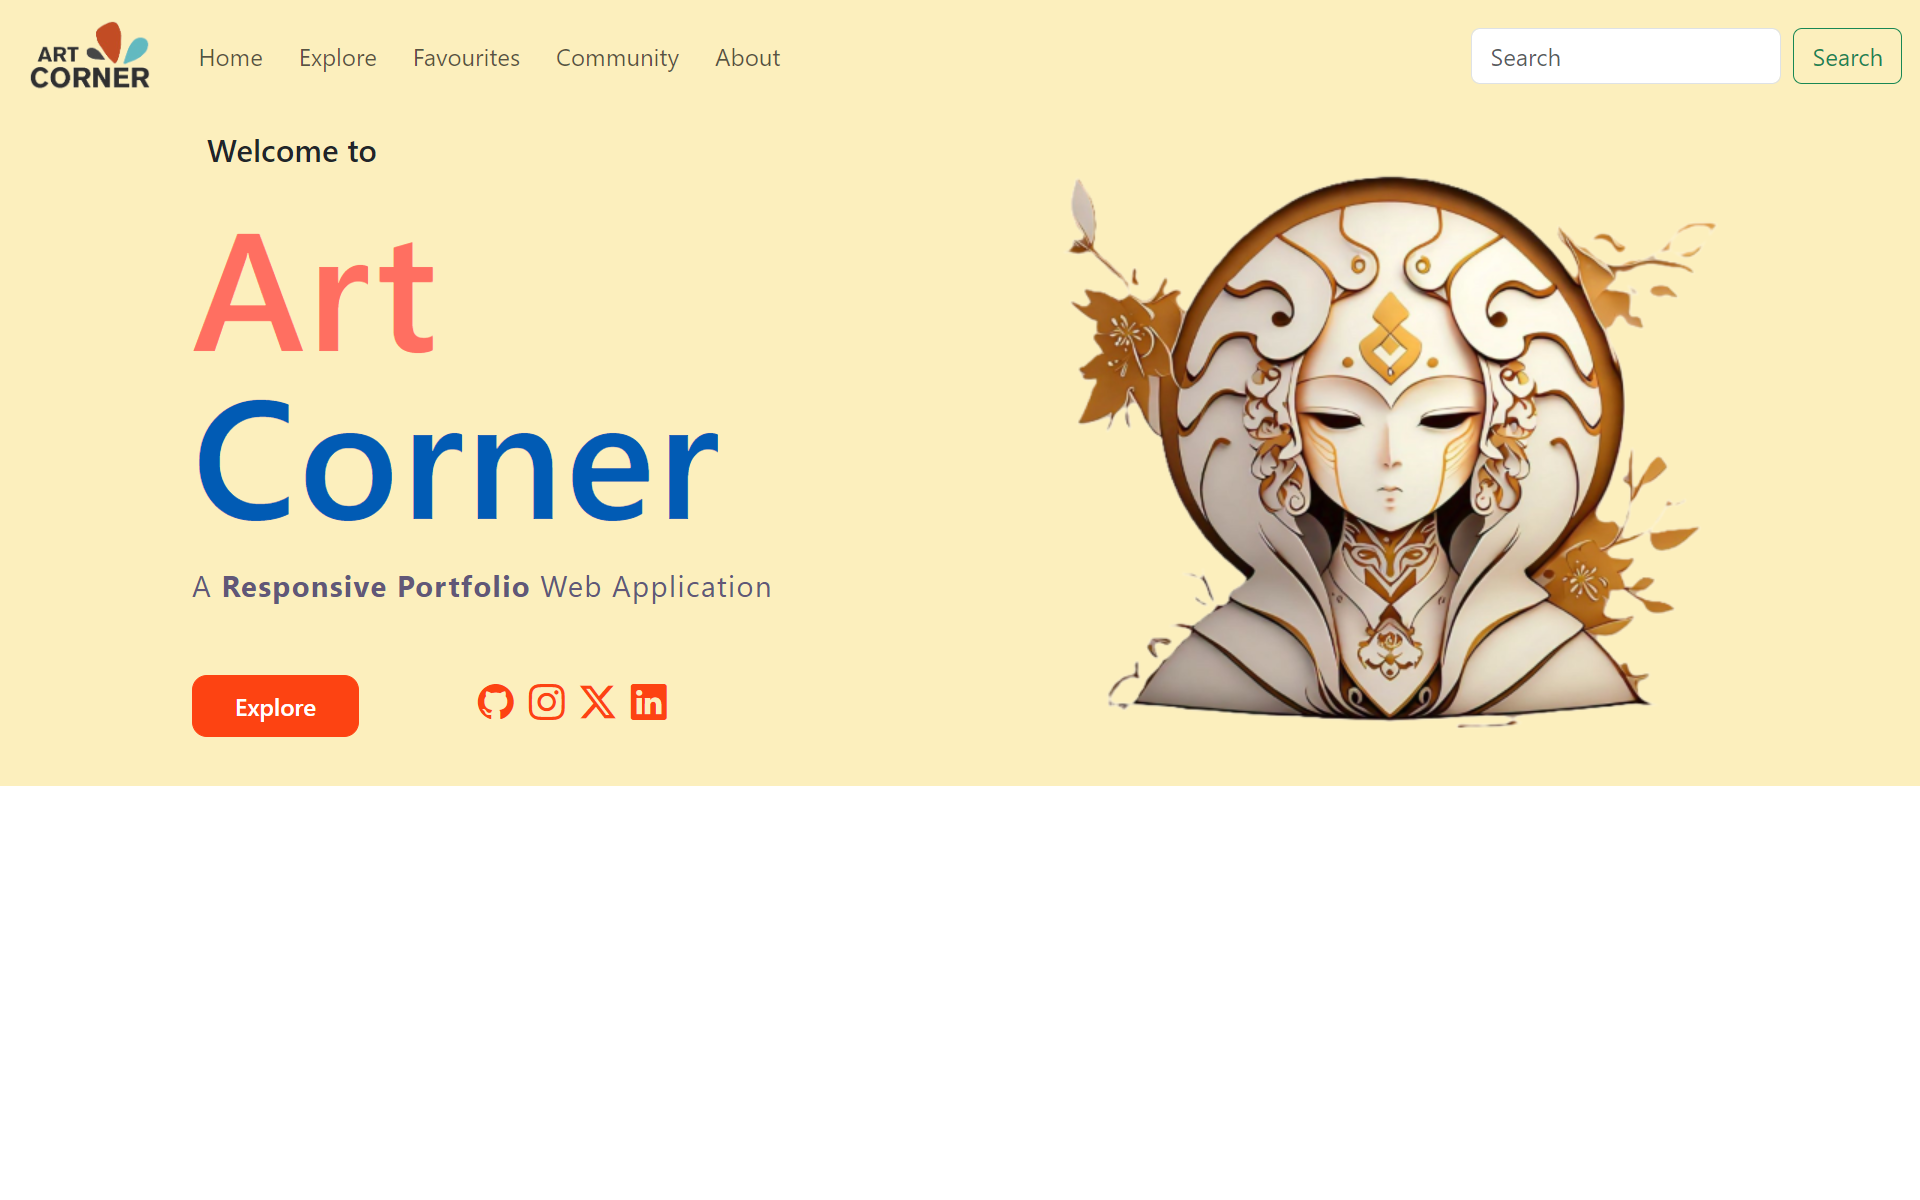 ART
CORNER
Home Explore Favourites Community About
Search Search
Welcome to
Art
Corner
A Responsive Portfolio Web Application
Explore